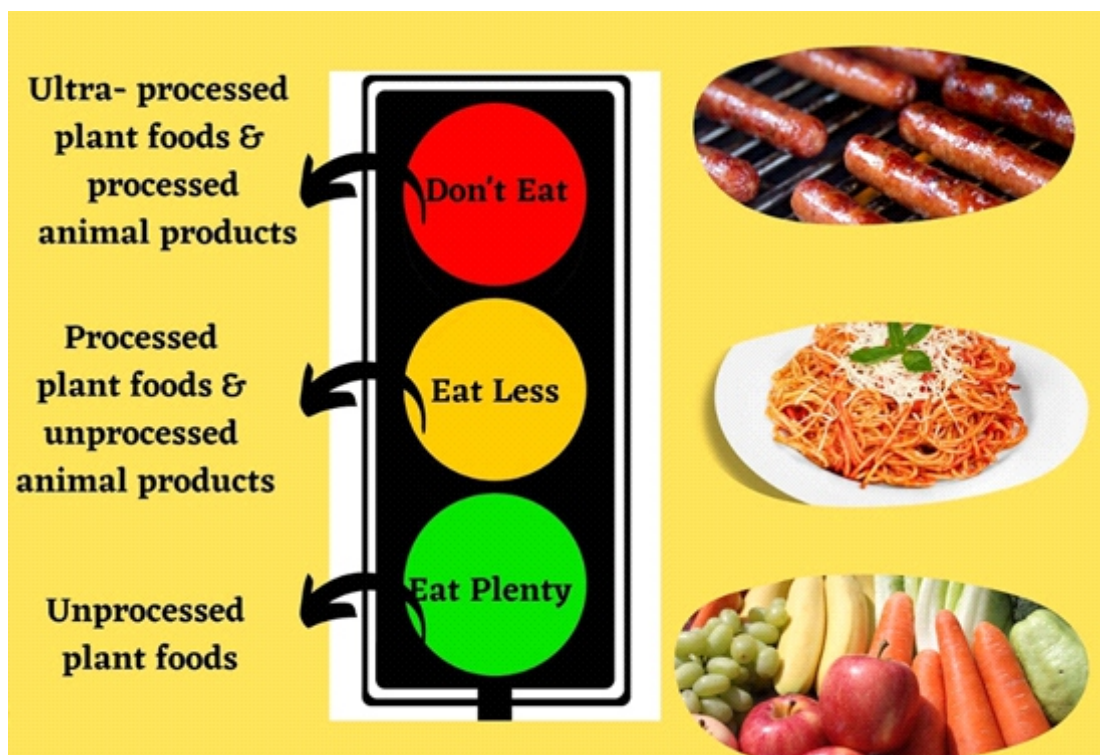 Ultra- processed
plant foods &
processed
animal products
Don't Eat
Processed
plant foods &
unprocessed
animal products
Eat Less
Unprocessed
plant foods
Eat Plenty